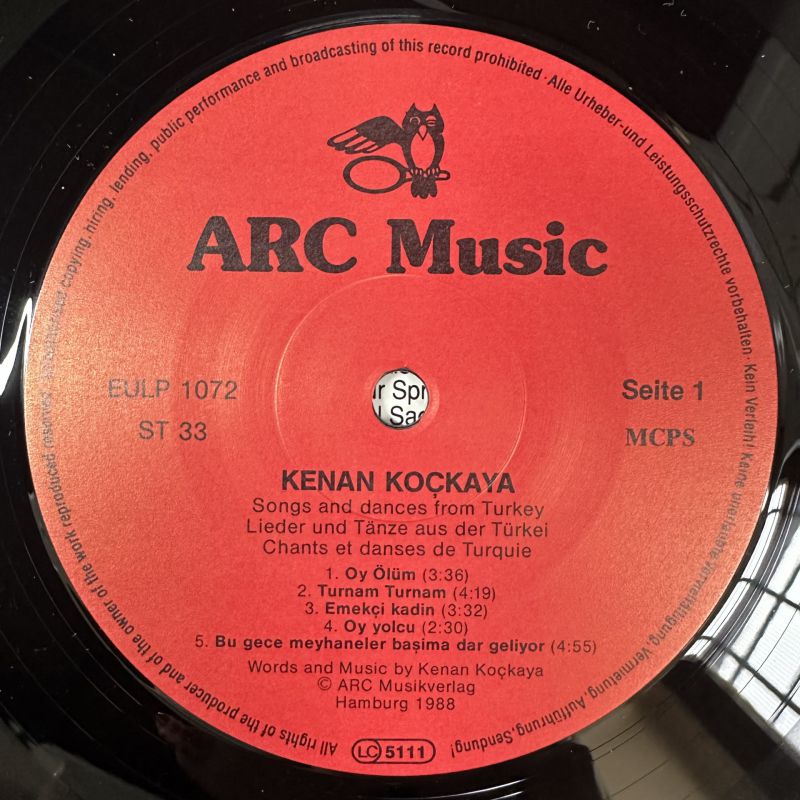 All rights of the producer and of the owner of the work reproduced reserved. Unauthorised copying, hiring, lending, public performance and broadcasting of this record prohibited · Alle Urheber- und Leistungsschutzrechte vorbehalten · Kein Verleih! Keine unerlaubte Vervielfältigung, Vermietung, Aufführung, Sendung!
ARC Music
EULP 1072
ST 33
Seite 1
MCPS
KENAN KOÇKAYA
Songs and dances from Turkey
Lieder und Tänze aus der Türkei
Chants et danses de Turquie
1. Oy Ölüm (3:36)
2. Turnam Turnam (4:19)
3. Emekçi kadin (3:32)
4. Oy yolcu (2:30)
5. Bu gece meyhaneler başima dar geliyor (4:55)
Words and Music by Kenan Koçkaya
© ARC Musikverlag
Hamburg 1988
LC 5111